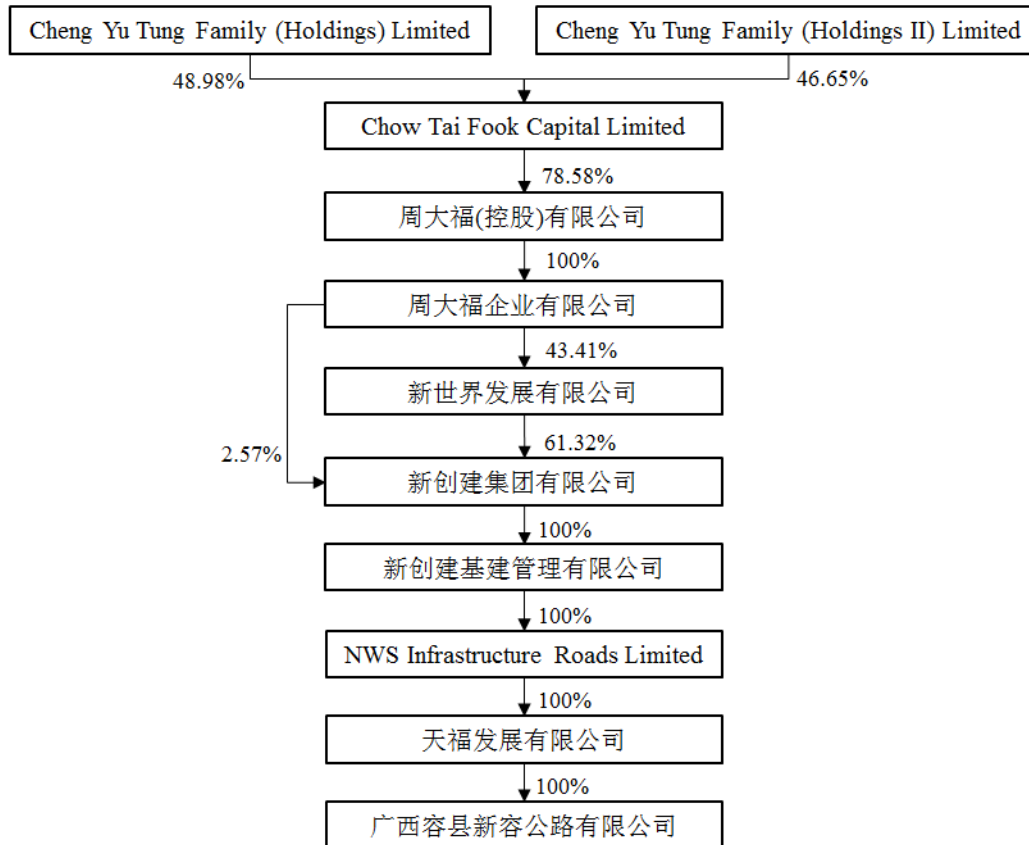 Cheng Yu Tung Family (Holdings) Limited
Cheng Yu Tung Family (Holdings II) Limited
48.98%
46.65%
Chow Tai Fook Capital Limited
78.58%
周大福(控股)有限公司
100%
周大福企业有限公司
43.41%
新世界发展有限公司
61.32%
2.57%
新创建集团有限公司
100%
新创建基建管理有限公司
100%
NWS Infrastructure Roads Limited
100%
天福发展有限公司
100%
广西容县新容公路有限公司